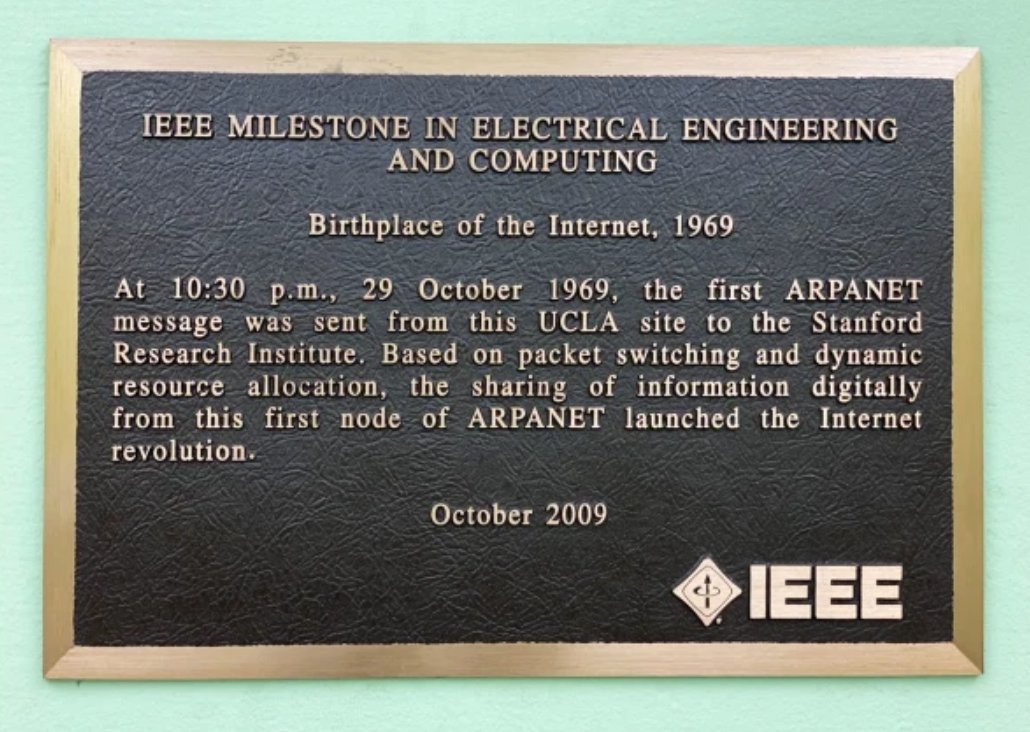 IEEE MILESTONE IN ELECTRICAL ENGINEERING
AND COMPUTING
Birthplace of the Internet, 1969
At 10:30 p.m., 29 October 1969, the first ARPANET
message was sent from this UCLA site to the Stanford
Research Institute. Based on packet switching and dynamic
resource allocation, the sharing of information digitally
from this first node of ARPANET launched the Internet
revolution.
October 2009
IEEE